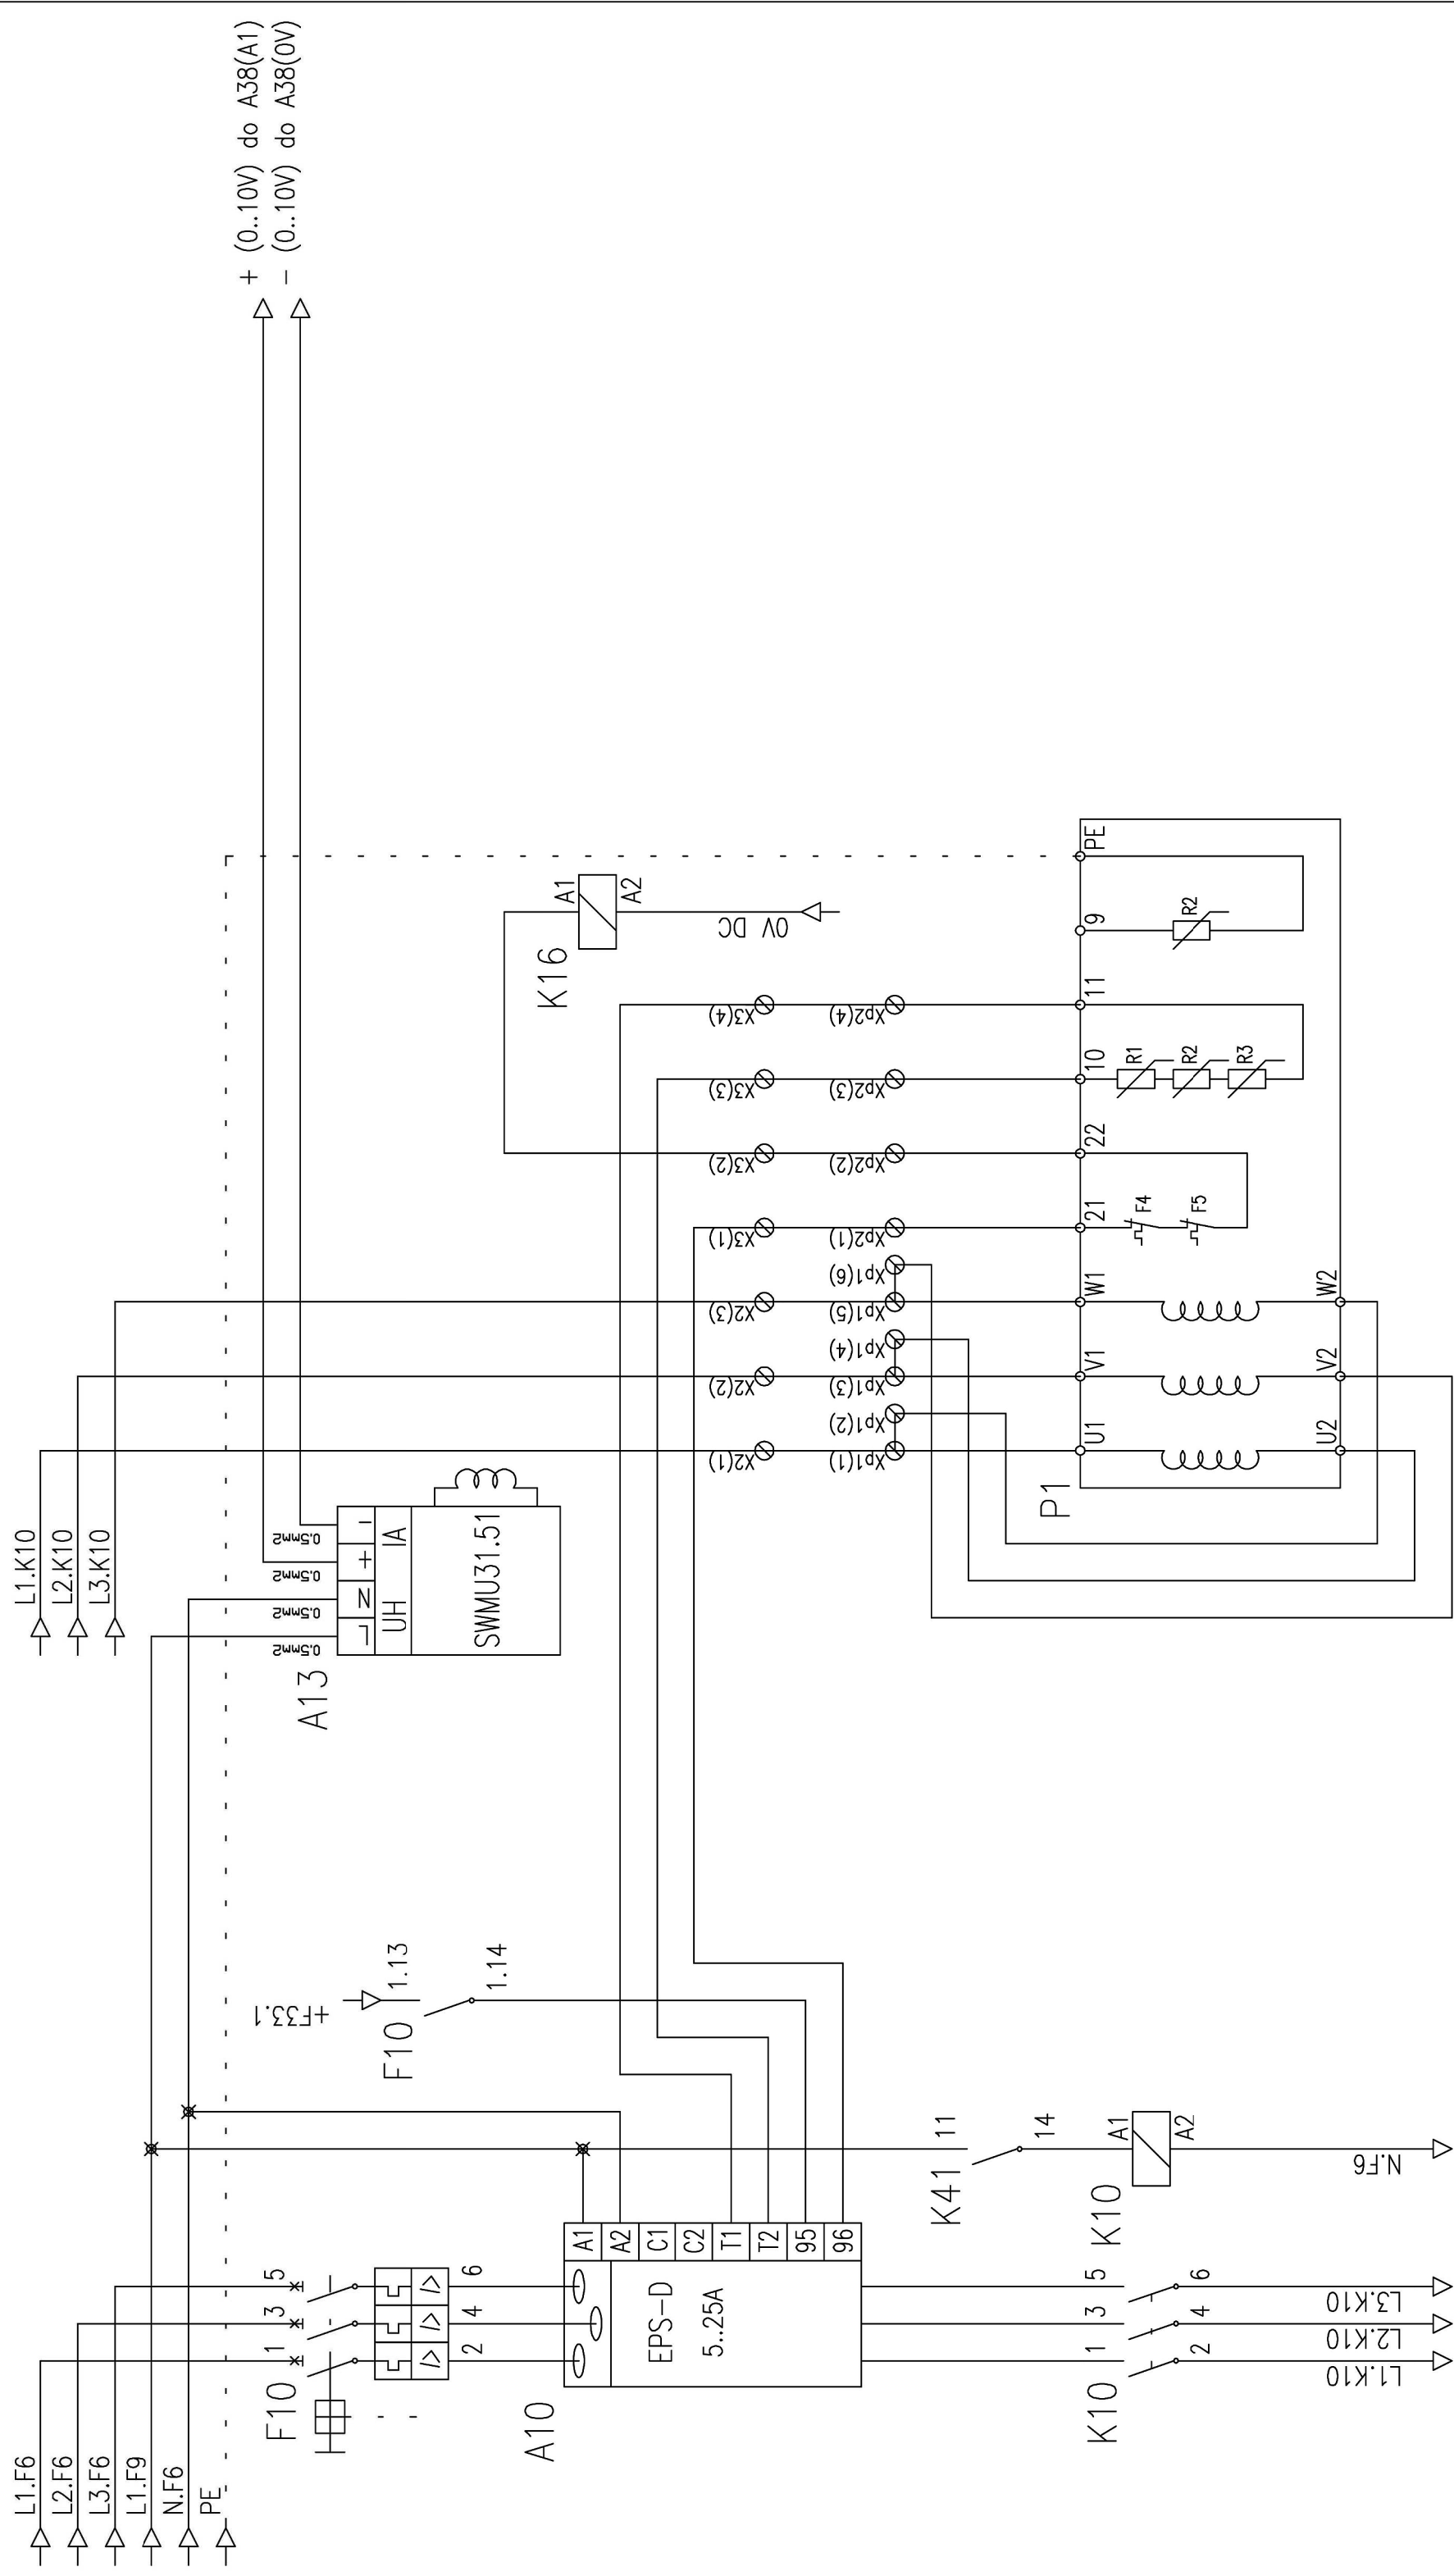 L1.F6
L2.F6
L3.F6
L1.F9
N.F6
PE
L1.K10
L2.K10
L3.K10
+ (0..10V) do A38(A1)
- (0..10V) do A38(0V)
F10
1 3 5
2 4 6
A10
EPS-D
5..25A
A1
A2
C1
C2
T1
T2
95
96
K10
1 3 5
2 4 6
L1.K10
L2.K10
L3.K10
K41
11
14
K10
A1
A2
N.F6
+F33.1
F10
1.13
1.14
A13
0.5mm2
0.5mm2
0.5mm2
0.5mm2
L N + -
UH IA
SWMU31.51
K16
A1
A2
0V DC
X2(1)
X2(2)
X2(3)
X3(1)
X3(2)
X3(3)
X3(4)
Xp1(1)
Xp1(2)
Xp1(3)
Xp1(4)
Xp1(5)
Xp1(6)
Xp2(1)
Xp2(2)
Xp2(3)
Xp2(4)
P1
U1 V1 W1 21 22 10 11 9 PE
F4
F5
R1
R2
R3
R2
U2 V2 W2